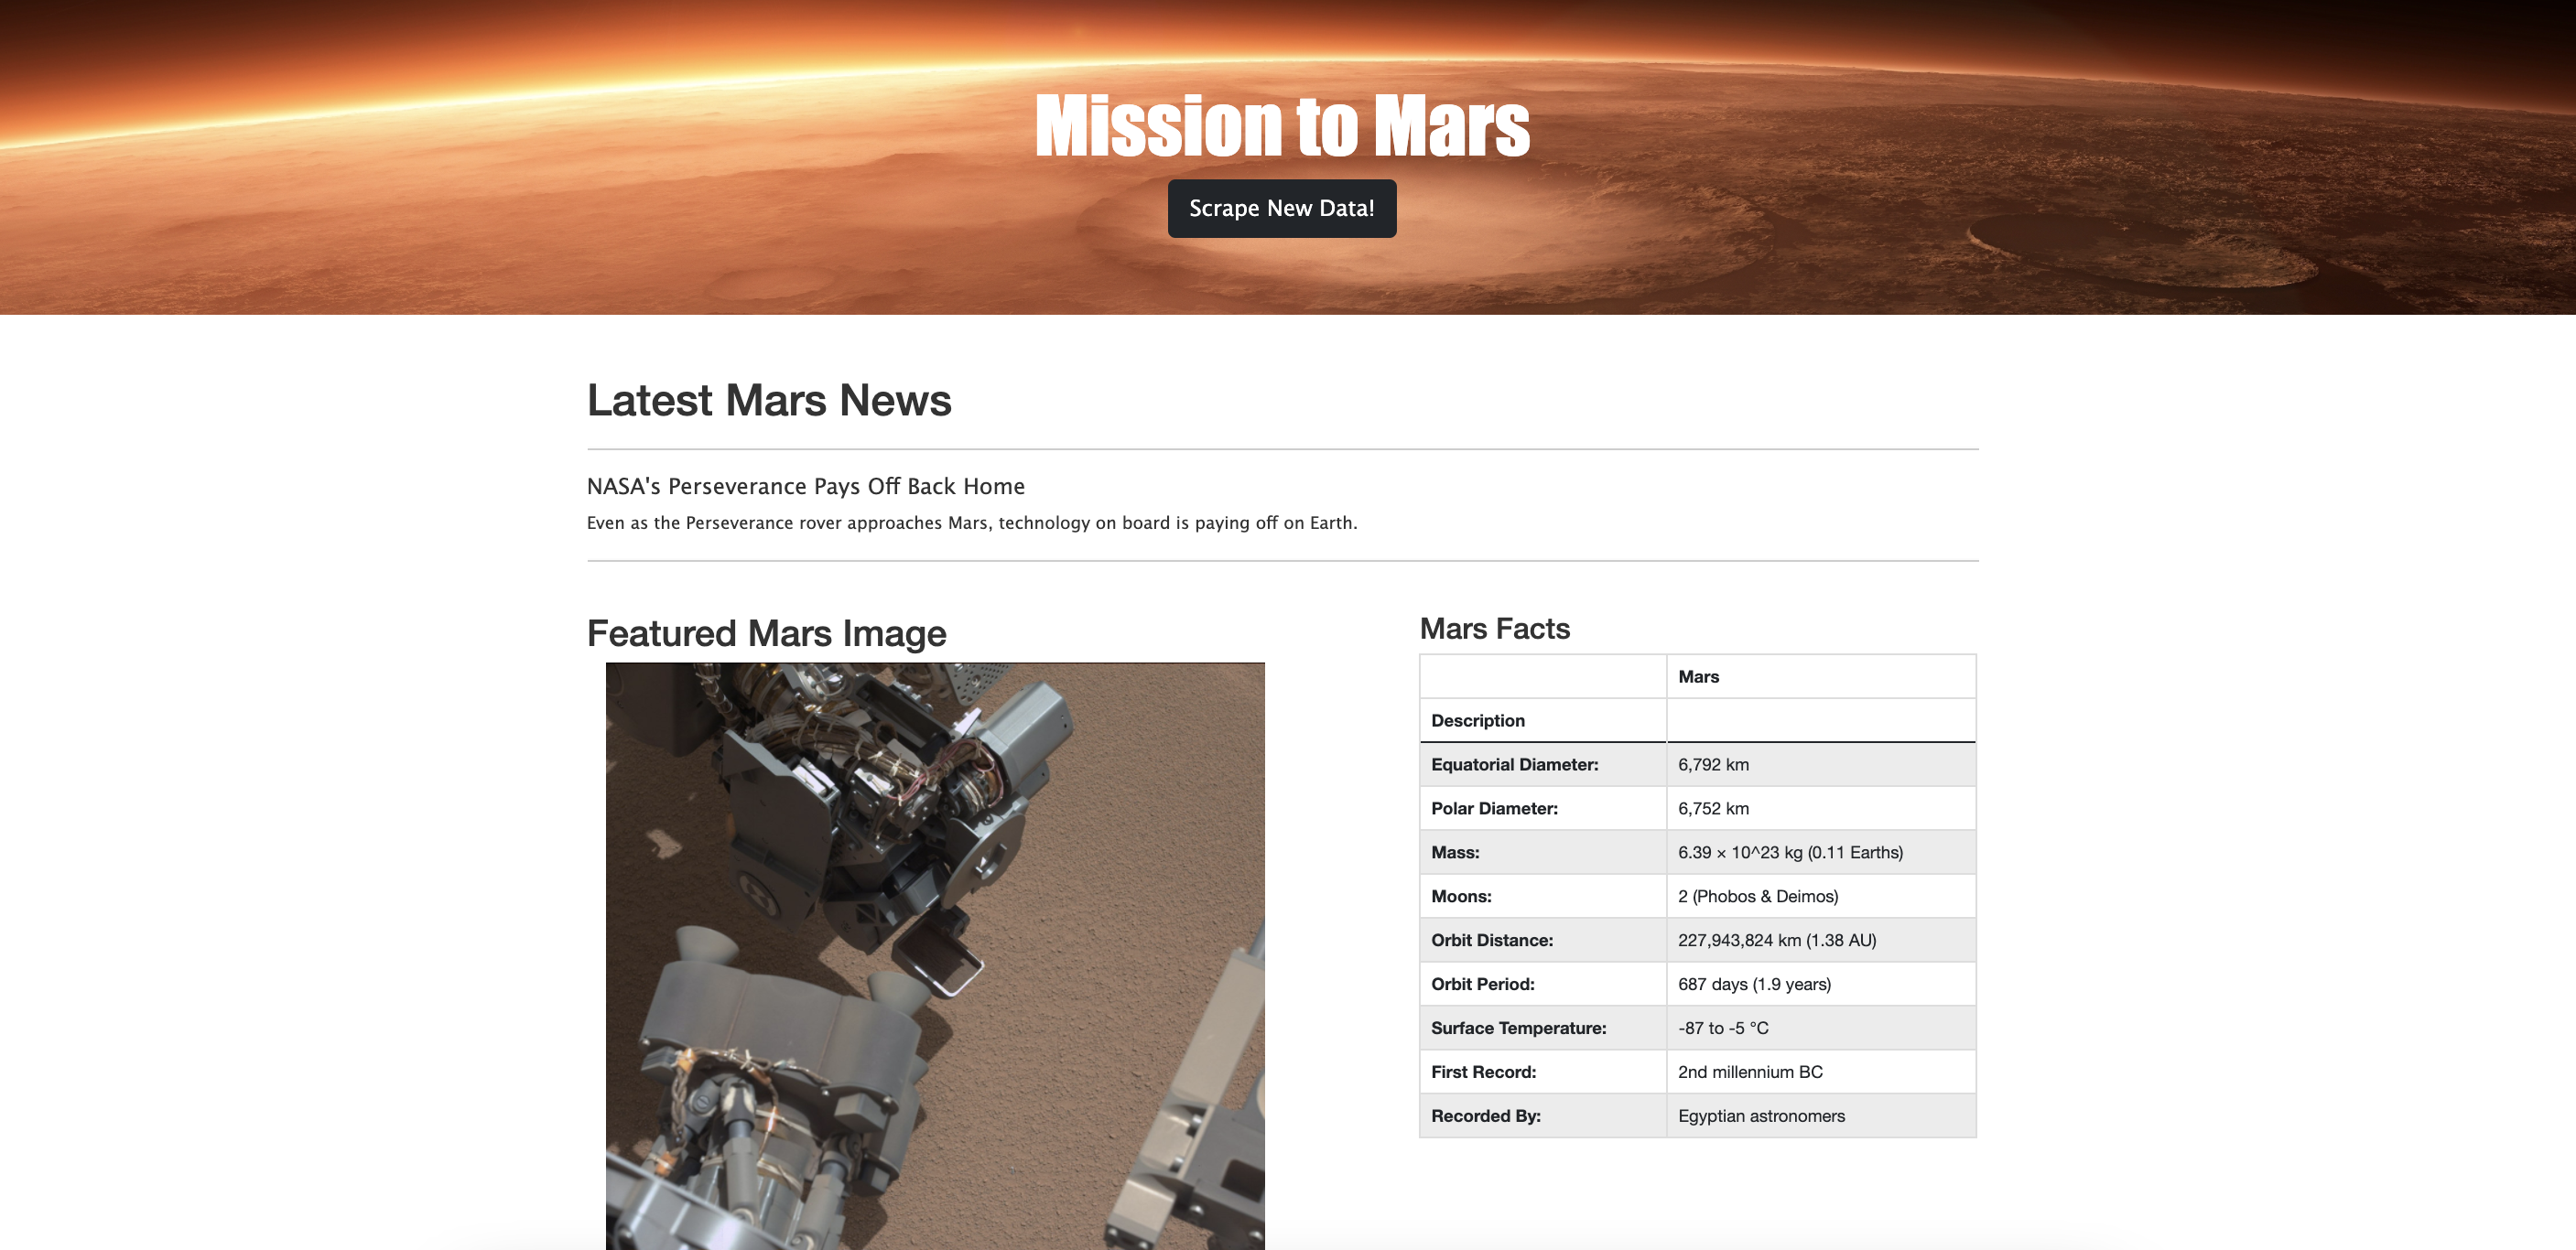 Mission to Mars
Scrape New Data!
Latest Mars News
NASA's Perseverance Pays Off Back Home
Even as the Perseverance rover approaches Mars, technology on board is paying off on Earth.
Featured Mars Image
Mars Facts
Mars
Description
Equatorial Diameter: 6,792 km
Polar Diameter: 6,752 km
Mass: 6.39 × 10^23 kg (0.11 Earths)
Moons: 2 (Phobos & Deimos)
Orbit Distance: 227,943,824 km (1.38 AU)
Orbit Period: 687 days (1.9 years)
Surface Temperature: -87 to -5 °C
First Record: 2nd millennium BC
Recorded By: Egyptian astronomers